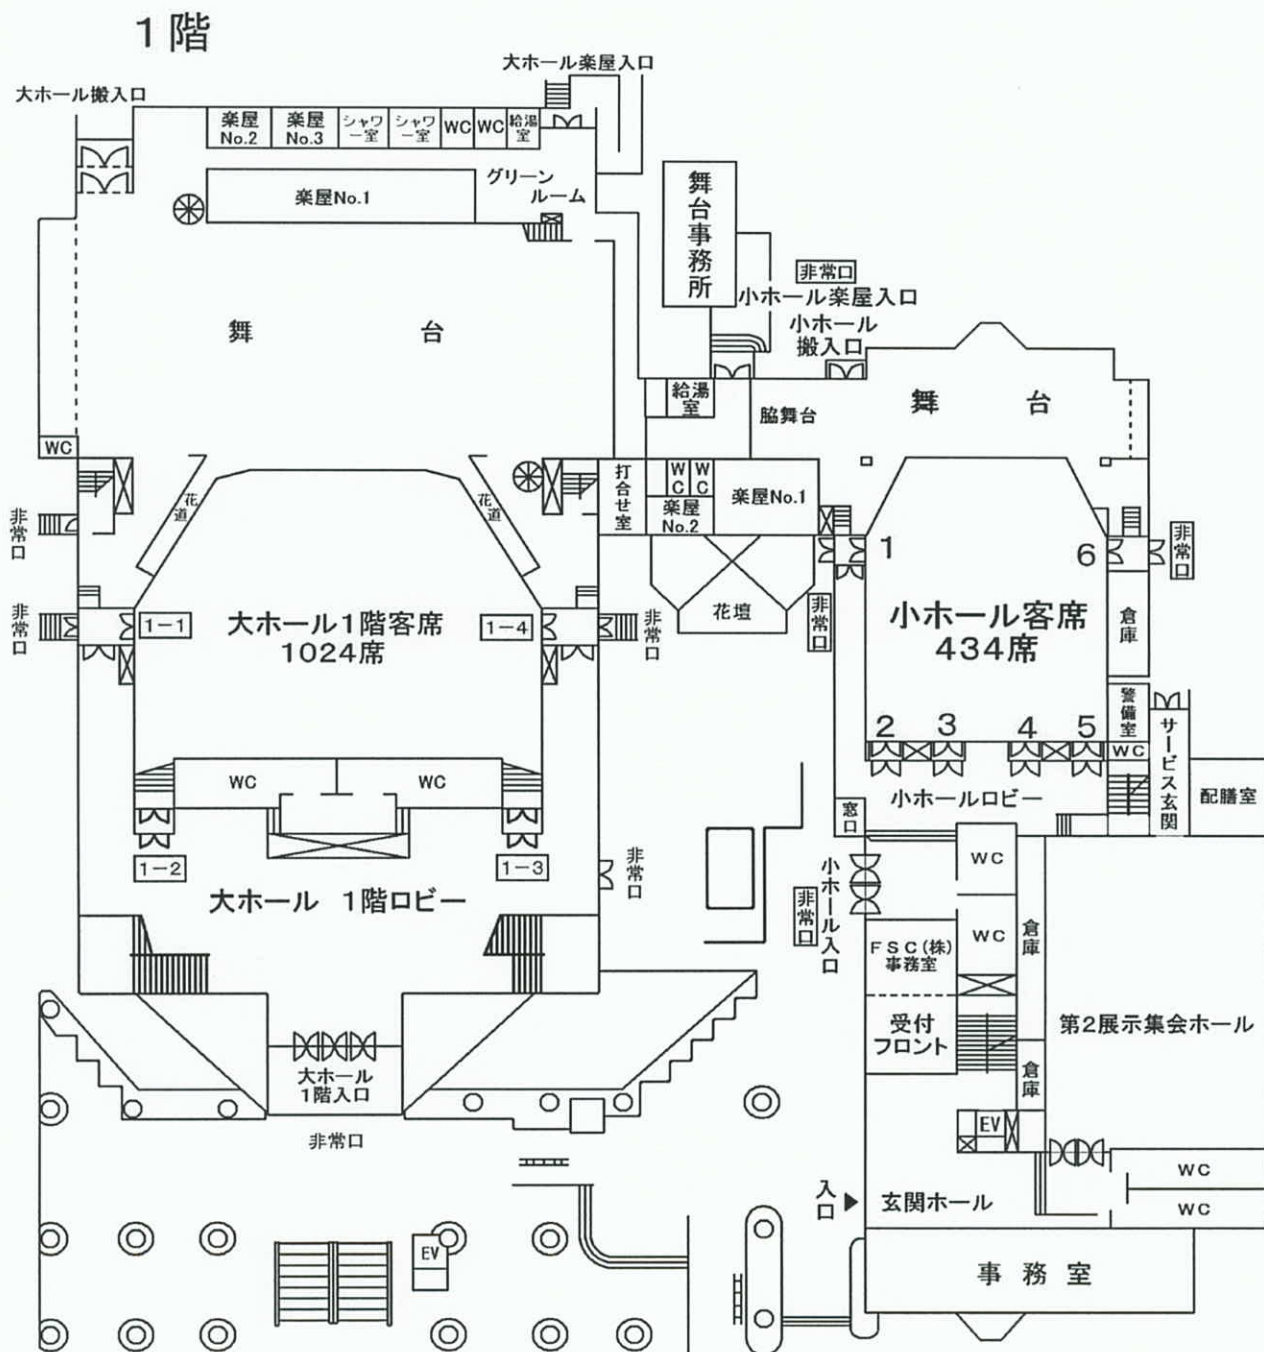 1階
大ホール楽屋入口
大ホール搬入口
楽屋
No.2
楽屋
No.3
シャワ
ー室
シャワ
ー室
WC
WC
給湯
室
グリーン
ルーム
楽屋No.1
舞台事務所
非常口
小ホール楽屋入口
小ホール
搬入口
舞台
給湯
室
脇舞台
舞台
WC
花道
花道
打合せ室
WC
WC
楽屋
No.2
楽屋No.1
非常口
1
6
非常口
非常口
1-1
大ホール1階客席
1024席
1-4
非常口
花壇
非常口
小ホール客席
434席
倉庫
警備室
WC
サービス玄関
配膳室
2
3
4
5
WC
WC
小ホールロビー
窓口
1-2
1-3
非常口
大ホール 1階ロビー
小ホール入口
非常口
WC
WC
倉庫
FSC(株)
事務室
受付
フロント
第2展示集会ホール
倉庫
大ホール
1階入口
非常口
EV
WC
WC
入口
玄関ホール
EV
事務室